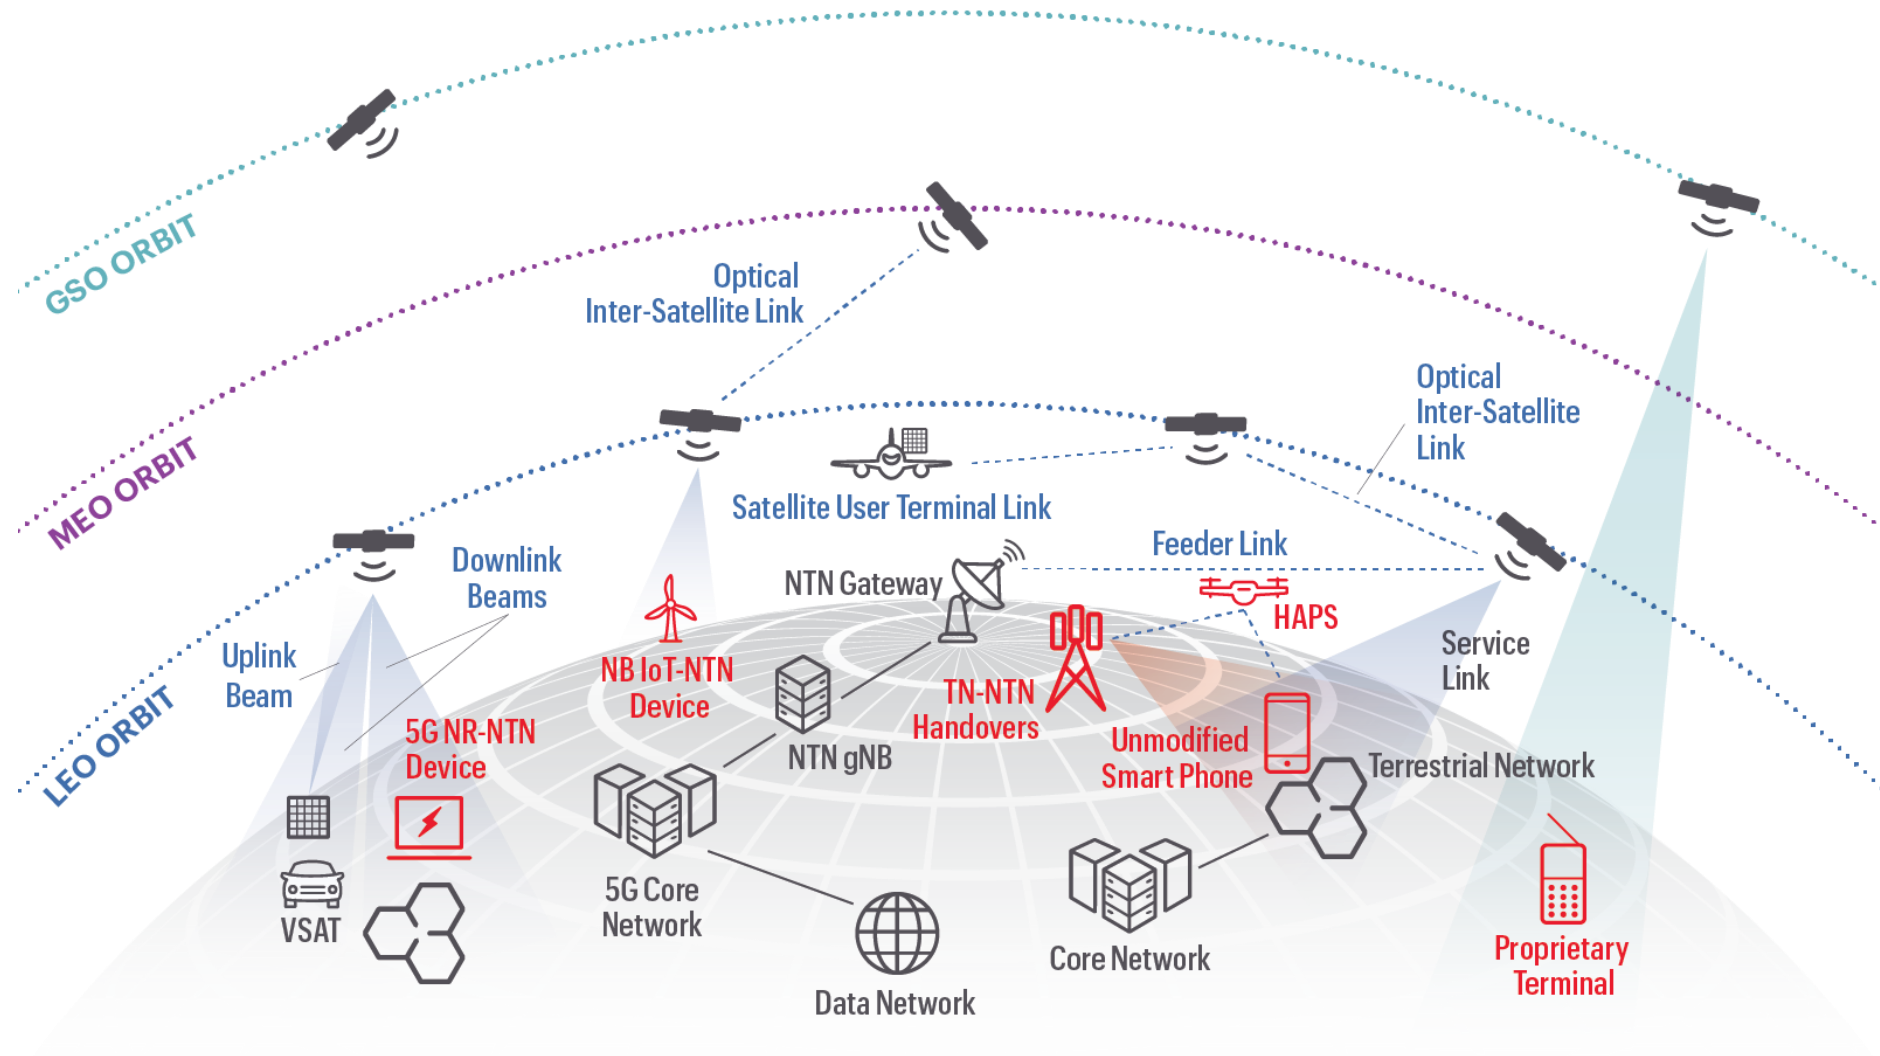 GSO ORBIT
MEO ORBIT
LEO ORBIT
Optical
Inter-Satellite Link
Optical
Inter-Satellite
Link
Satellite User Terminal Link
Feeder Link
Downlink
Beams
Uplink
Beam
NTN Gateway
HAPS
Service
Link
NB IoT-NTN
Device
TN-NTN
Handovers
5G NR-NTN
Device
NTN gNB
Unmodified
Smart Phone
Terrestrial Network
VSAT
5G Core
Network
Core Network
Data Network
Proprietary
Terminal